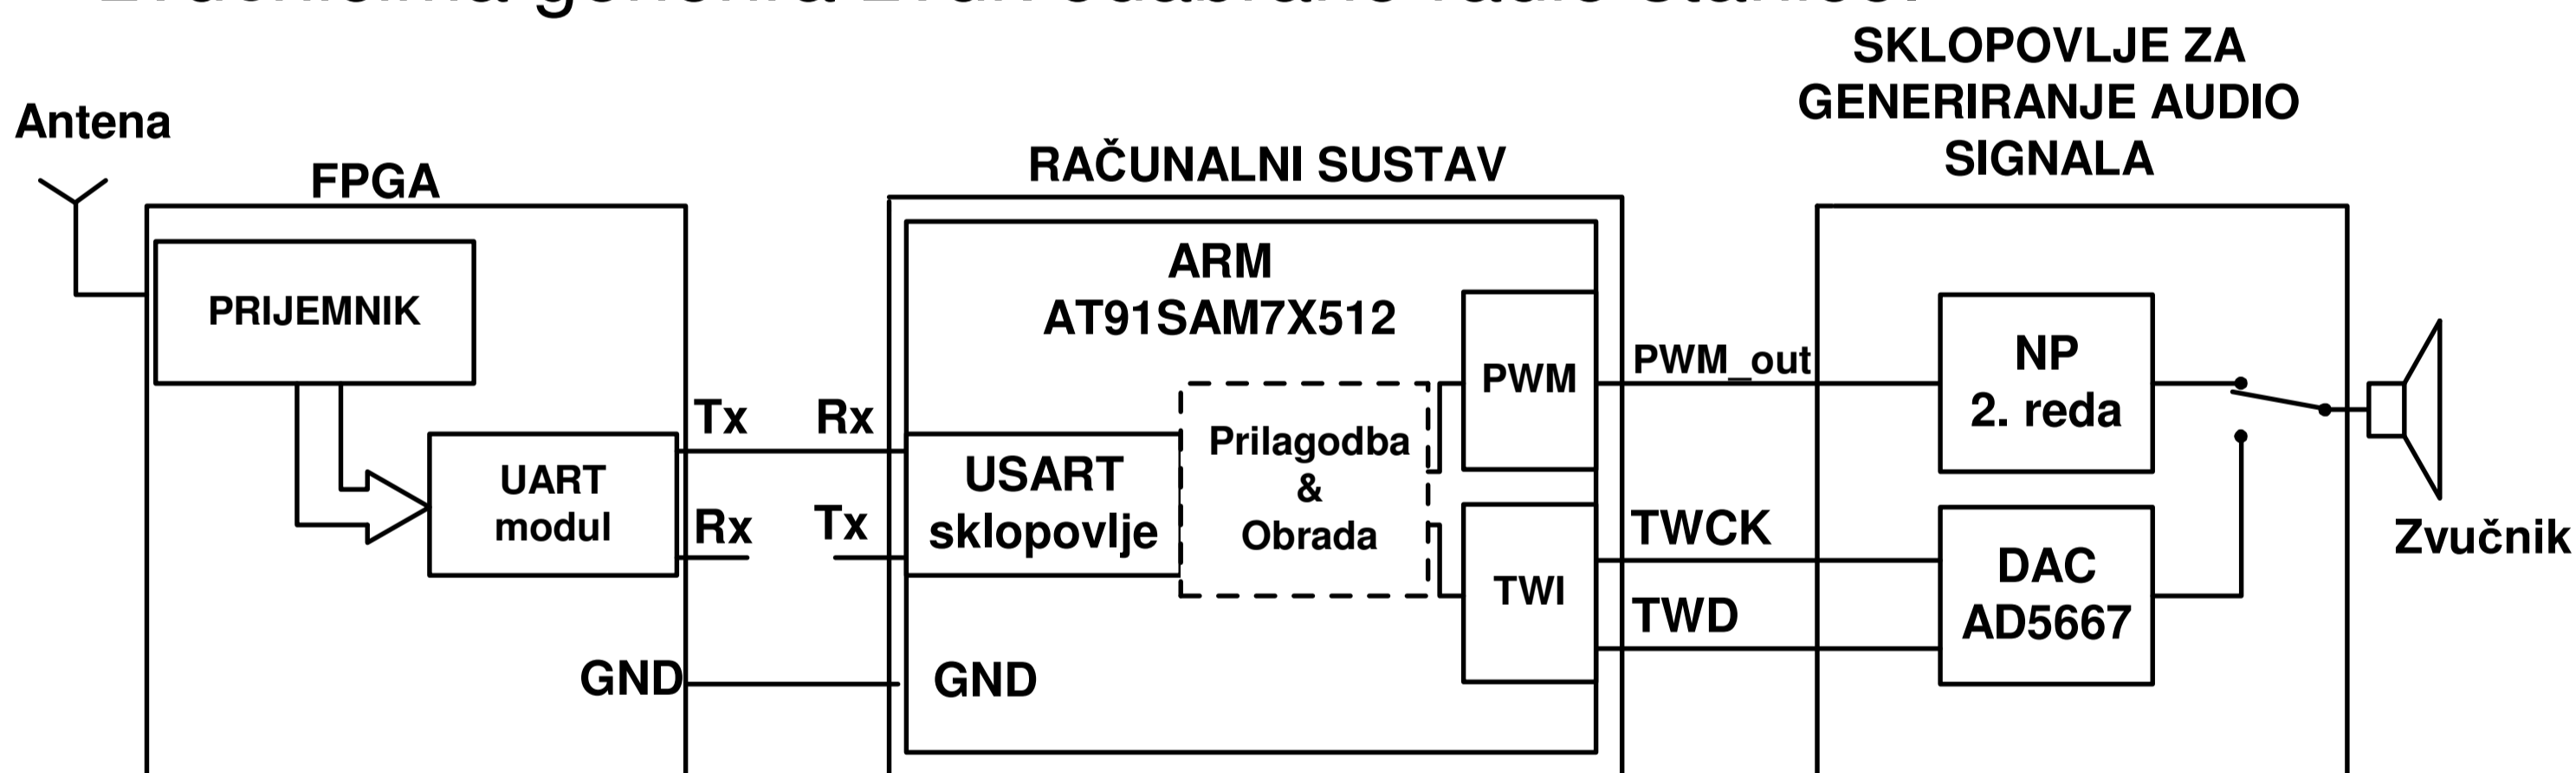 SKLOPOVLJE ZA
GENERIRANJE AUDIO
SIGNALA
Antena
FPGA
RAČUNALNI SUSTAV
PRIJEMNIK
ARM
AT91SAM7X512
PWM
PWM_out
NP
2. reda
Tx
Rx
UART
modul
USART
sklopovlje
Prilagodba
&
Obrada
Rx
Tx
TWI
TWCK
TWD
DAC
AD5667
Zvučnik
GND
GND